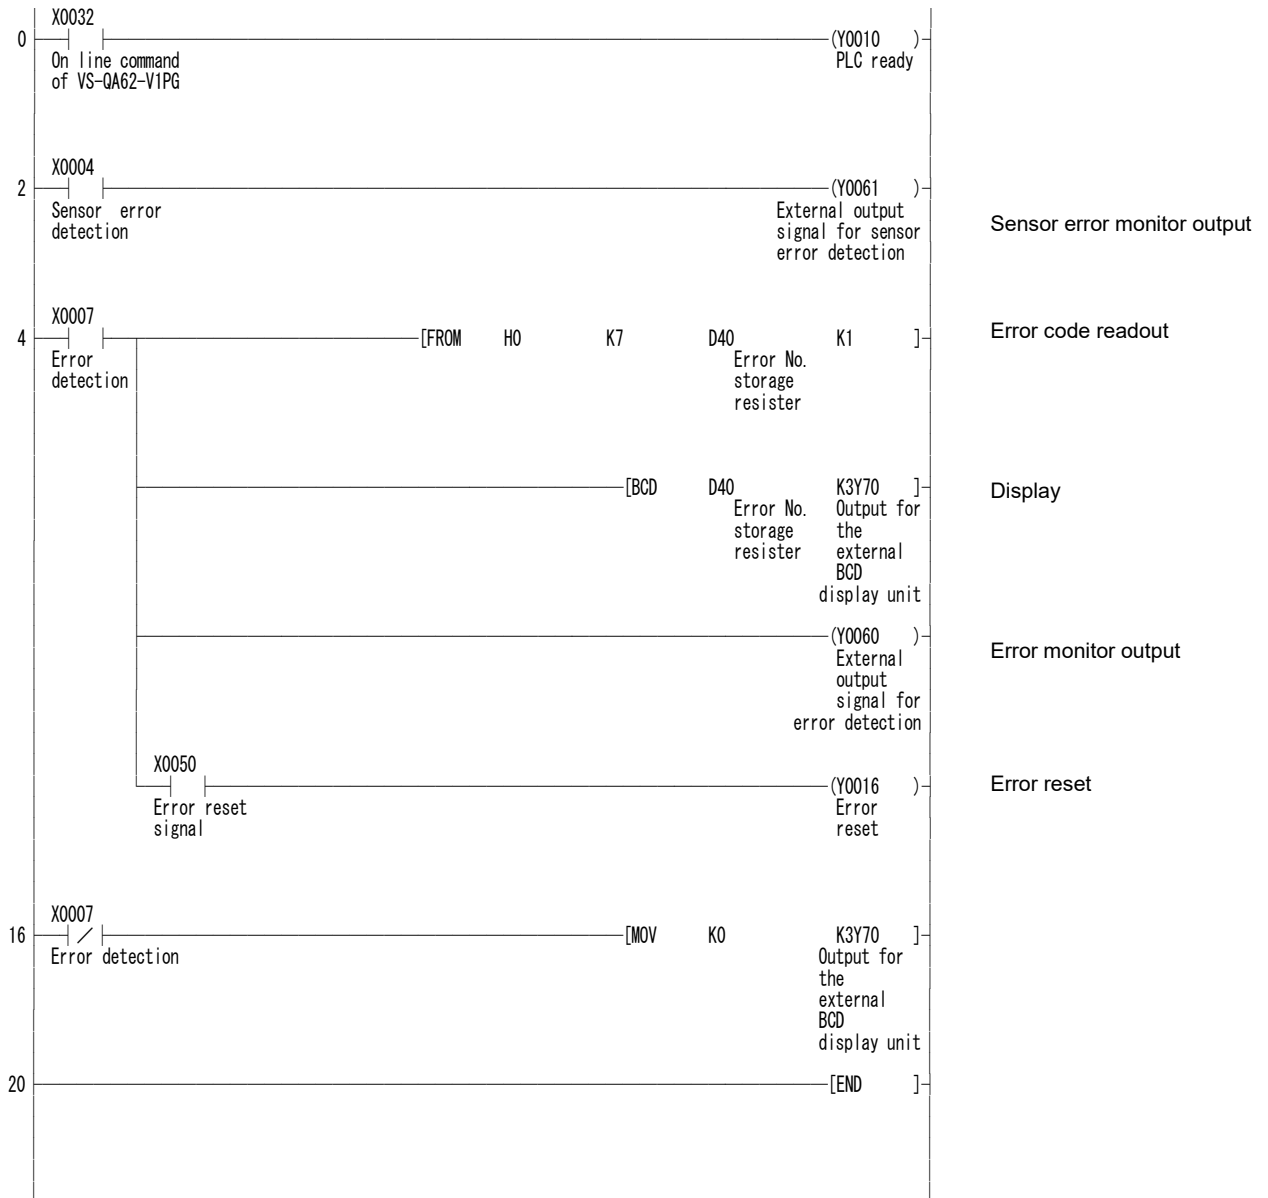 X0032
0 (Y0010 )
On line command PLC ready
of VS-QA62-V1PG
X0004
2 (Y0061 )
Sensor error External output
detection signal for sensor Sensor error monitor output
error detection
X0007
4 [FROM H0 K7 D40 K1 ] Error code readout
Error Error No.
detection storage
resister
[BCD D40 K3Y70 ] Display
Error No. Output for
storage the
resister external
BCD
display unit
(Y0060 )
External Error monitor output
output
signal for
error detection
X0050
(Y0016 ) Error reset
Error reset Error
signal reset
X0007
16 [MOV K0 K3Y70 ]
Error detection Output for
the
external
BCD
display unit
20 [END ]